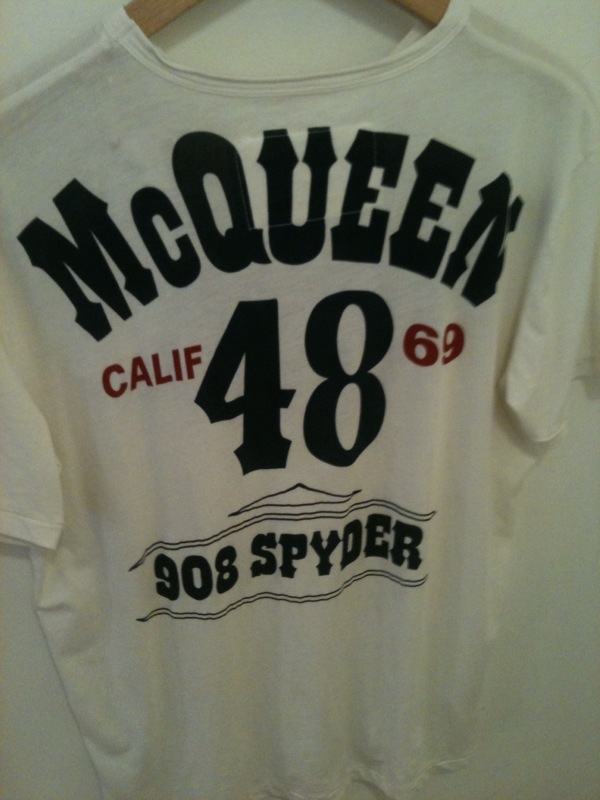 McQUEEN
CALIF 48 69
908 SPYDER